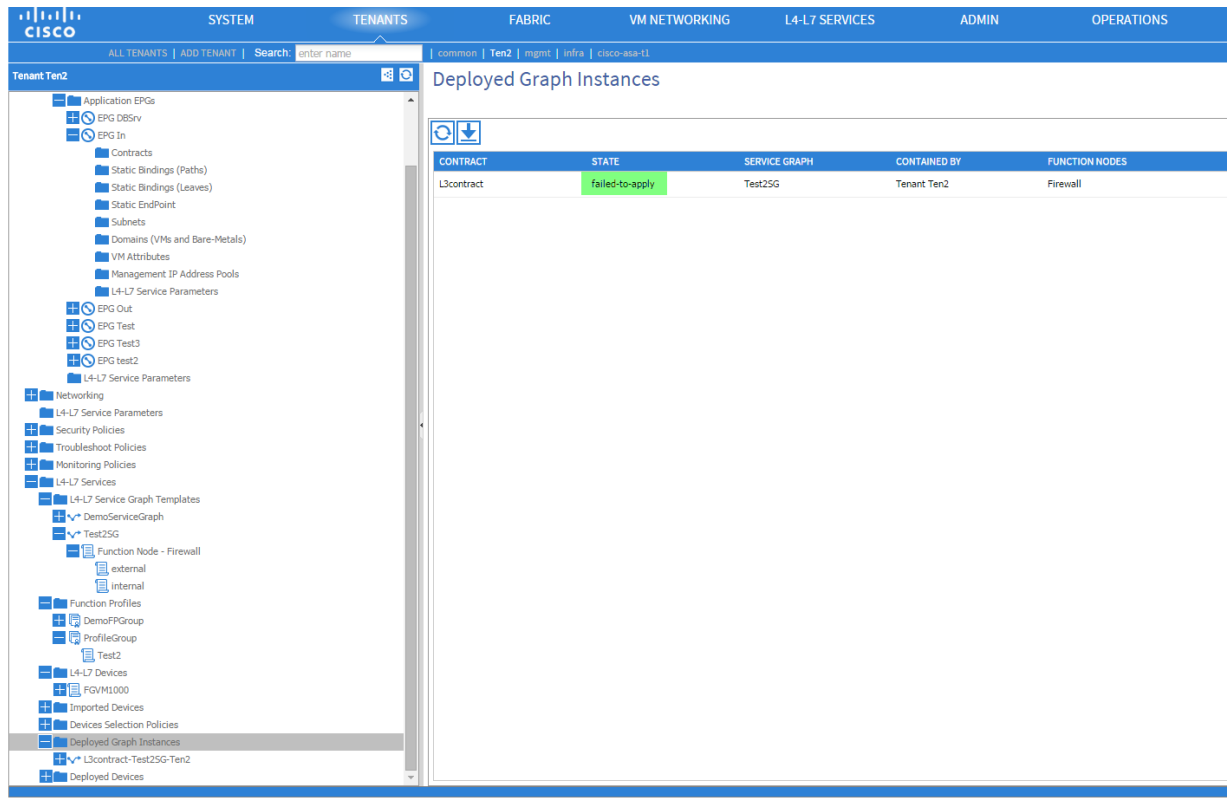 CISCO
SYSTEM TENANTS FABRIC VM NETWORKING L4-L7 SERVICES ADMIN OPERATIONS
ALL TENANTS | ADD TENANT | Search: enter name | common | Ten2 | mgmt | infra | cisco-asa-t1
Tenant Ten2
Application EPGs
EPG DBSrv
EPG In
Contracts
Static Bindings (Paths)
Static Bindings (Leaves)
Static EndPoint
Subnets
Domains (VMs and Bare-Metals)
VM Attributes
Management IP Address Pools
L4-L7 Service Parameters
EPG Out
EPG Test
EPG Test3
EPG test2
L4-L7 Service Parameters
Networking
L4-L7 Service Parameters
Security Policies
Troubleshoot Policies
Monitoring Policies
L4-L7 Services
L4-L7 Service Graph Templates
DemoServiceGraph
Test2SG
Function Node - Firewall
external
internal
Function Profiles
DemoFPGroup
ProfileGroup
Test2
L4-L7 Devices
FGVM1000
Imported Devices
Devices Selection Policies
Deployed Graph Instances
L3contract-Test2SG-Ten2
Deployed Devices
Deployed Graph Instances
CONTRACT STATE SERVICE GRAPH CONTAINED BY FUNCTION NODES
L3contract failed-to-apply Test2SG Tenant Ten2 Firewall